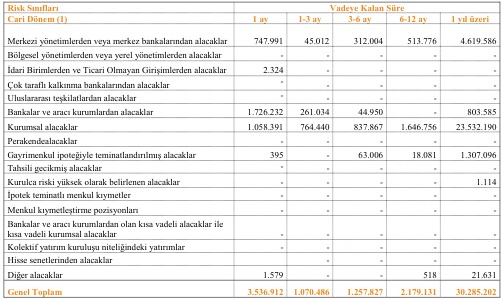 Risk Sınıfları Vadeye Kalan Süre
Cari Dönem (1) 1 ay 1-3 ay 3-6 ay 6-12 ay 1 yıl üzeri
Merkezi yönetimlerden veya merkez bankalarından alacaklar 747.991 45.012 312.004 513.776 4.619.586
Bölgesel yönetimlerden veya yerel yönetimlerden alacaklar - - - - -
İdari Birimlerden ve Ticari Olmayan Girişimlerden alacaklar 2.324 - - - -
Çok taraflı kalkınma bankalarından alacaklar - - - - -
Uluslararası teşkilatlardan alacaklar - - - - -
Bankalar ve aracı kurumlardan alacaklar 1.726.232 261.034 44.950 - 803.585
Kurumsal alacaklar 1.058.391 764.440 837.867 1.646.756 23.532.190
Perakendealacaklar - - - - -
Gayrimenkul ipoteğiyle teminatlandırılmış alacaklar 395 - 63.006 18.081 1.307.096
Tahsili gecikmiş alacaklar - - - - -
Kurulca riski yüksek olarak belirlenen alacaklar - - - - 1.114
İpotek teminatlı menkul kıymetler - - - - -
Menkul kıymetleştirme pozisyonları - - - - -
Bankalar ve aracı kurumlardan olan kısa vadeli alacaklar ile
kısa vadeli kurumsal alacaklar - - - - -
Kolektif yatırım kuruluşu niteliğindeki yatırımlar - - - - -
Hisse senetlerinden alacaklar - - - -
Diğer alacaklar 1.579 - - 518 21.631
Genel Toplam 3.536.912 1.070.486 1.257.827 2.179.131 30.285.202